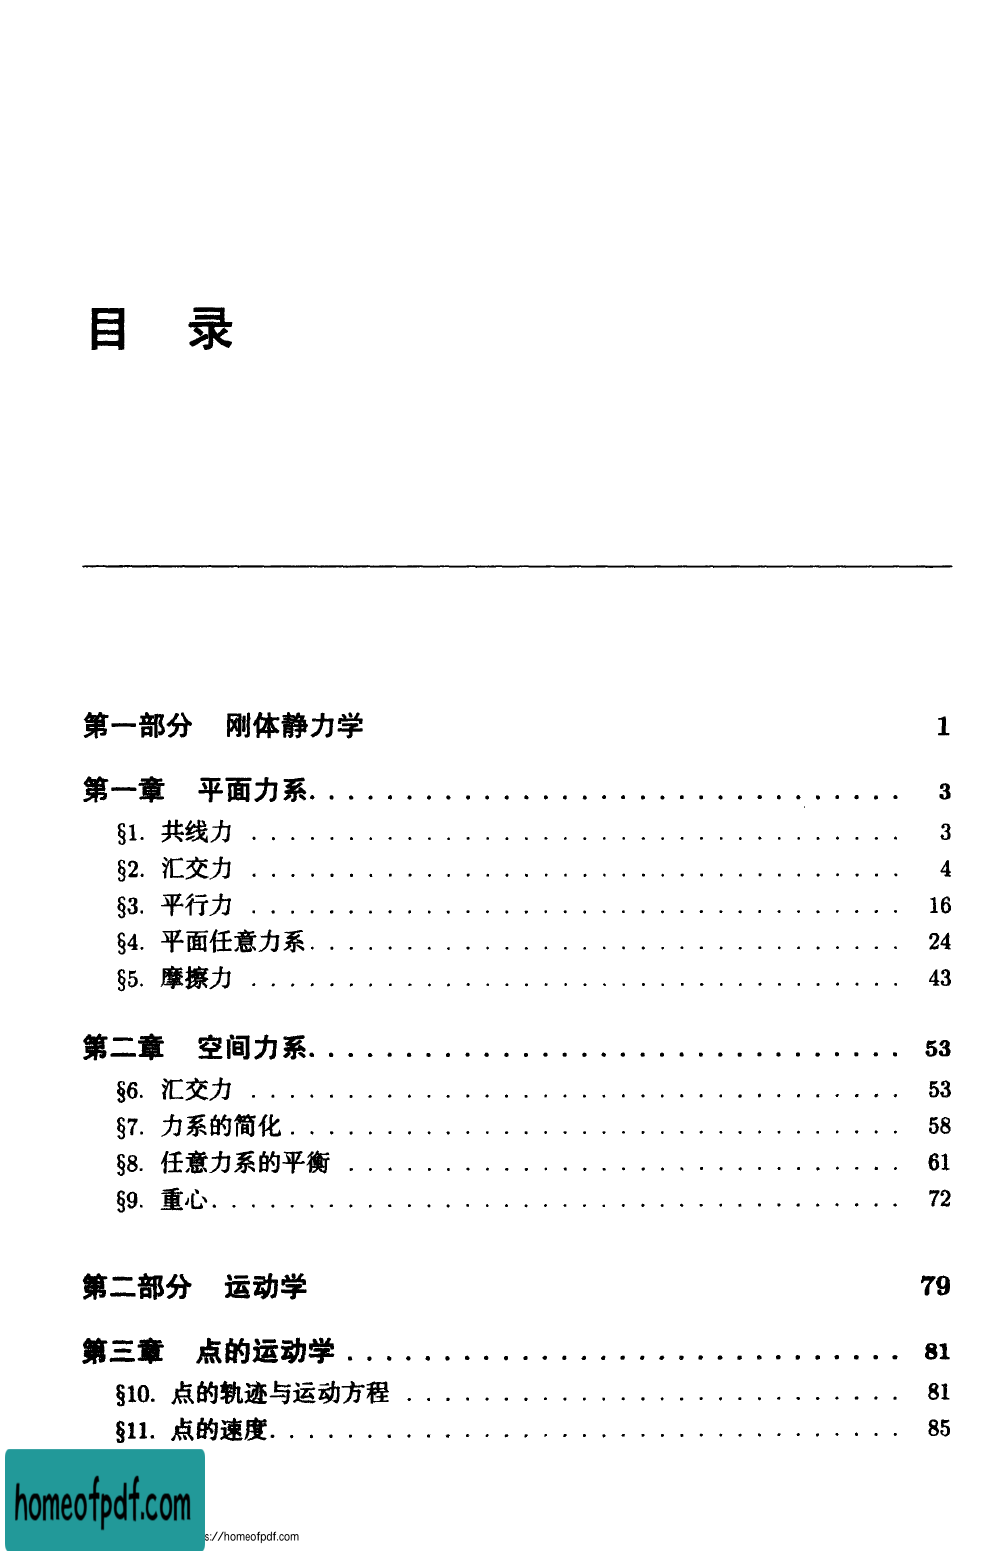 目 录
第一部分 刚体静力学 1
第一章 平面力系. . . . . . . . . . . . . . . . . . . . . . . . . . . . . . . 3
§1. 共线力 . . . . . . . . . . . . . . . . . . . . . . . . . . . . . . . . . . 3
§2. 汇交力 . . . . . . . . . . . . . . . . . . . . . . . . . . . . . . . . . . 4
§3. 平行力 . . . . . . . . . . . . . . . . . . . . . . . . . . . . . . . . . . 16
§4. 平面任意力系. . . . . . . . . . . . . . . . . . . . . . . . . . . . . . . 24
§5. 摩擦力 . . . . . . . . . . . . . . . . . . . . . . . . . . . . . . . . . . 43
第二章 空间力系. . . . . . . . . . . . . . . . . . . . . . . . . . . . . . . 53
§6. 汇交力 . . . . . . . . . . . . . . . . . . . . . . . . . . . . . . . . . . 53
§7. 力系的简化. . . . . . . . . . . . . . . . . . . . . . . . . . . . . . . . 58
§8. 任意力系的平衡 . . . . . . . . . . . . . . . . . . . . . . . . . . . . . 61
§9. 重心. . . . . . . . . . . . . . . . . . . . . . . . . . . . . . . . . . . . 72
第二部分 运动学 79
第三章 点的运动学 . . . . . . . . . . . . . . . . . . . . . . . . . . . . . 81
§10. 点的轨迹与运动方程 . . . . . . . . . . . . . . . . . . . . . . . . . . 81
§11. 点的速度. . . . . . . . . . . . . . . . . . . . . . . . . . . . . . . . . 85
homeofpdf.com
s://homeofpdf.com